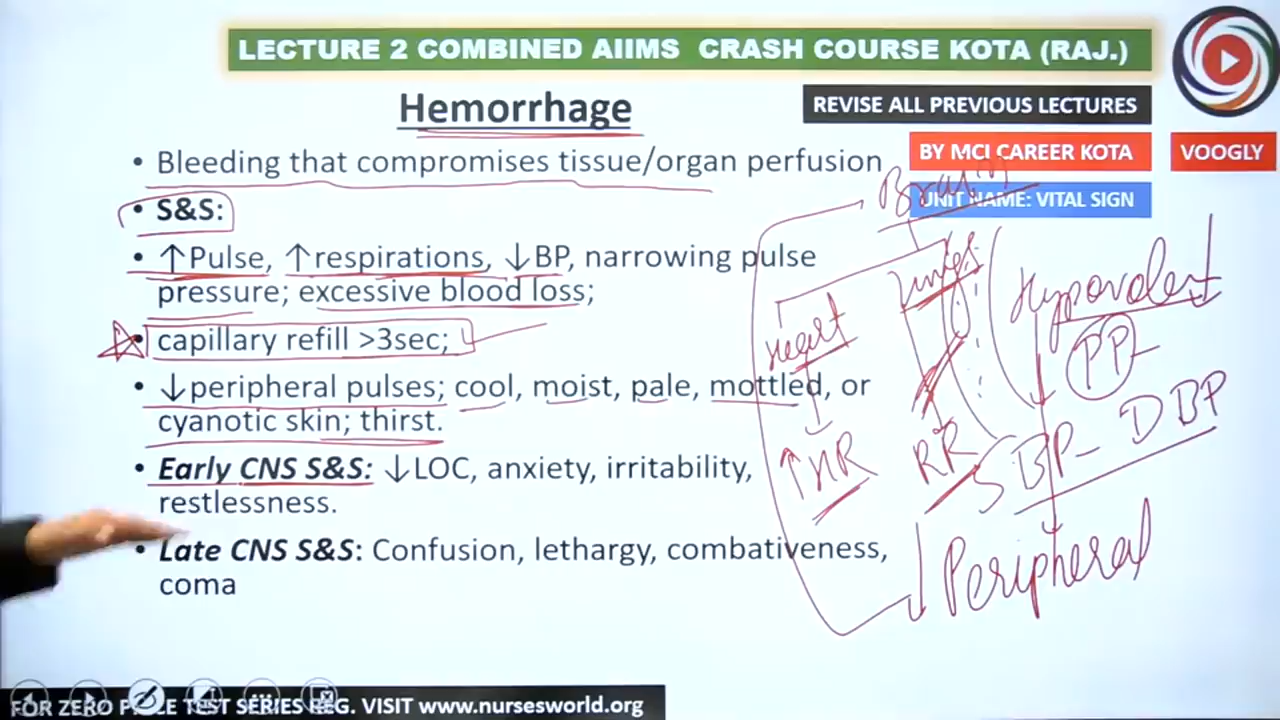 LECTURE 2 COMBINED AIIMS CRASH COURSE KOTA (RAJ.)
Hemorrhage
REVISE ALL PREVIOUS LECTURES
BY MCI CAREER KOTA
VOOGLY
UNIT NAME: VITAL SIGN
• Bleeding that compromises tissue/organ perfusion
• S&S:
• ↑Pulse, ↑respirations, ↓BP, narrowing pulse
pressure; excessive blood loss;
• capillary refill >3sec;
• ↓peripheral pulses; cool, moist, pale, mottled, or
cyanotic skin; thirst.
• Early CNS S&S: ↓LOC, anxiety, irritability,
restlessness.
• Late CNS S&S: Confusion, lethargy, combativeness,
coma
Brain
Heart
Lungs
↑HR
RR
PP
SBP - DBP
↓Peripheral
TEST SERIES REG. VISIT www.nursesworld.org